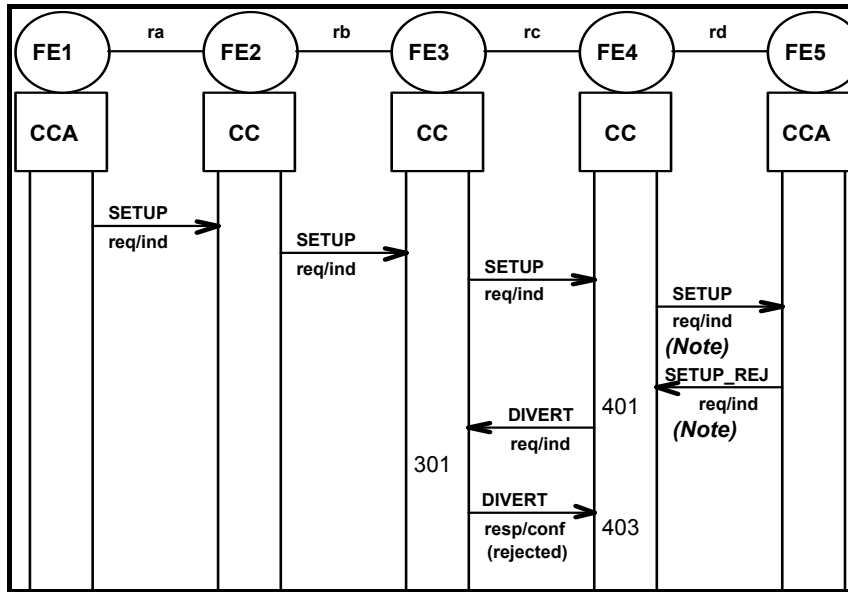 ra rb rc rd
FE1 FE2 FE3 FE4 FE5
CCA CC CC CC CCA
SETUP
req/ind
SETUP
req/ind
SETUP
req/ind
SETUP
req/ind
(Note)
SETUP_REJ
req/ind
(Note)
401
DIVERT
req/ind
301
DIVERT
resp/conf
(rejected)
403